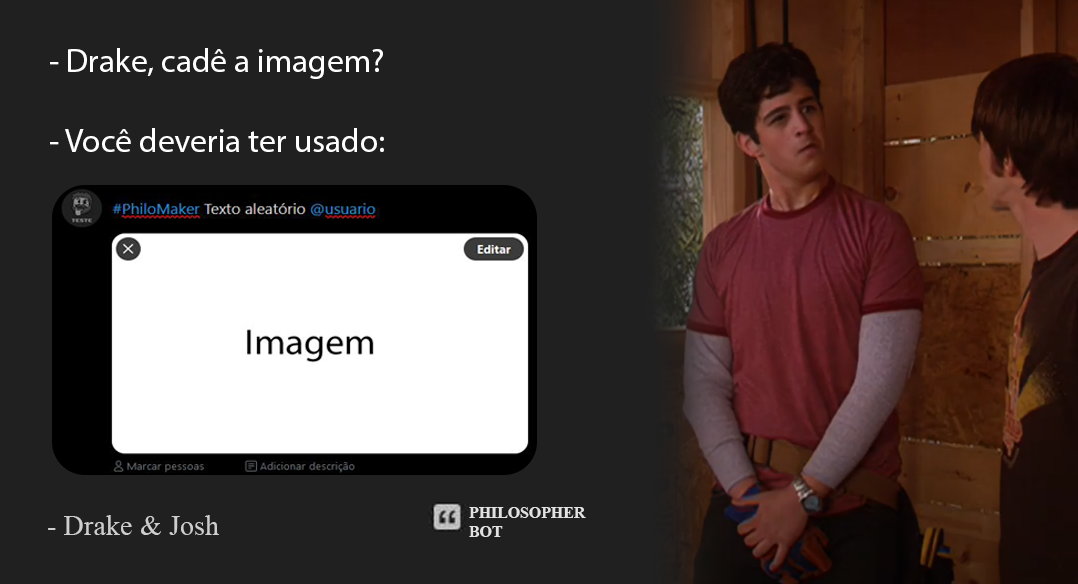 - Drake, cadê a imagem?
- Você deveria ter usado:
TESTE
#PhiloMaker Texto aleatório @usuario
Editar
Imagem
Marcar pessoas
Adicionar descrição
- Drake & Josh
PHILOSOPHER
BOT